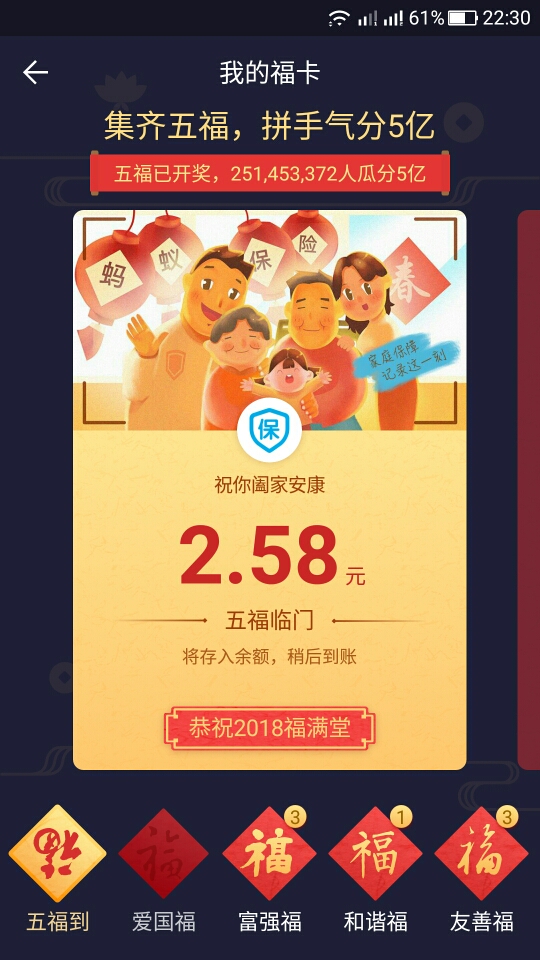 61% 22:30
我的福卡
集齐五福，拼手气分5亿
五福已开奖，251,453,372人瓜分5亿
蚂蚁保险
春
家庭保障
记录这一刻
保
祝你阖家安康
2.58元
五福临门
将存入余额，稍后到账
恭祝2018福满堂
福 福 福 福 福
3 1 3
五福到 爱国福 富强福 和谐福 友善福